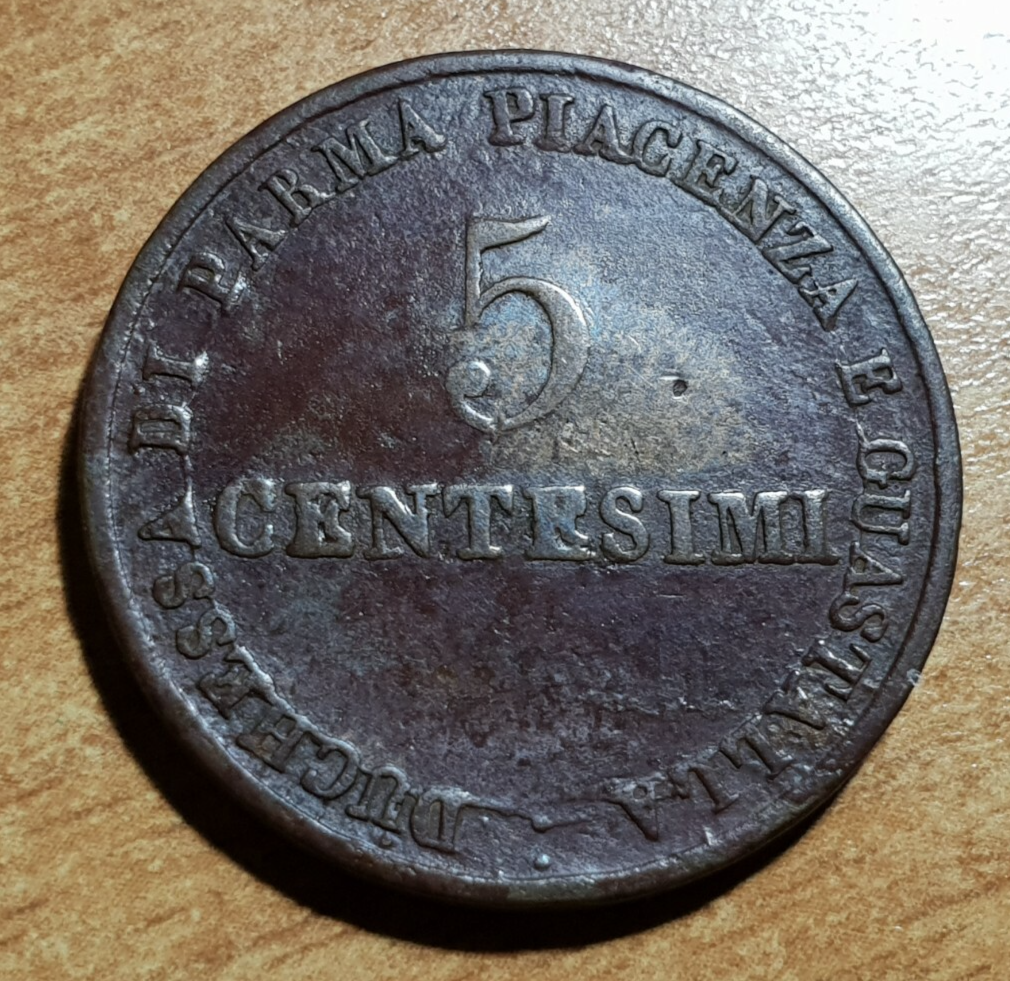 DUCHESSA DI PARMA PIACENZA E GUASTALLA
5
CENTESIMI